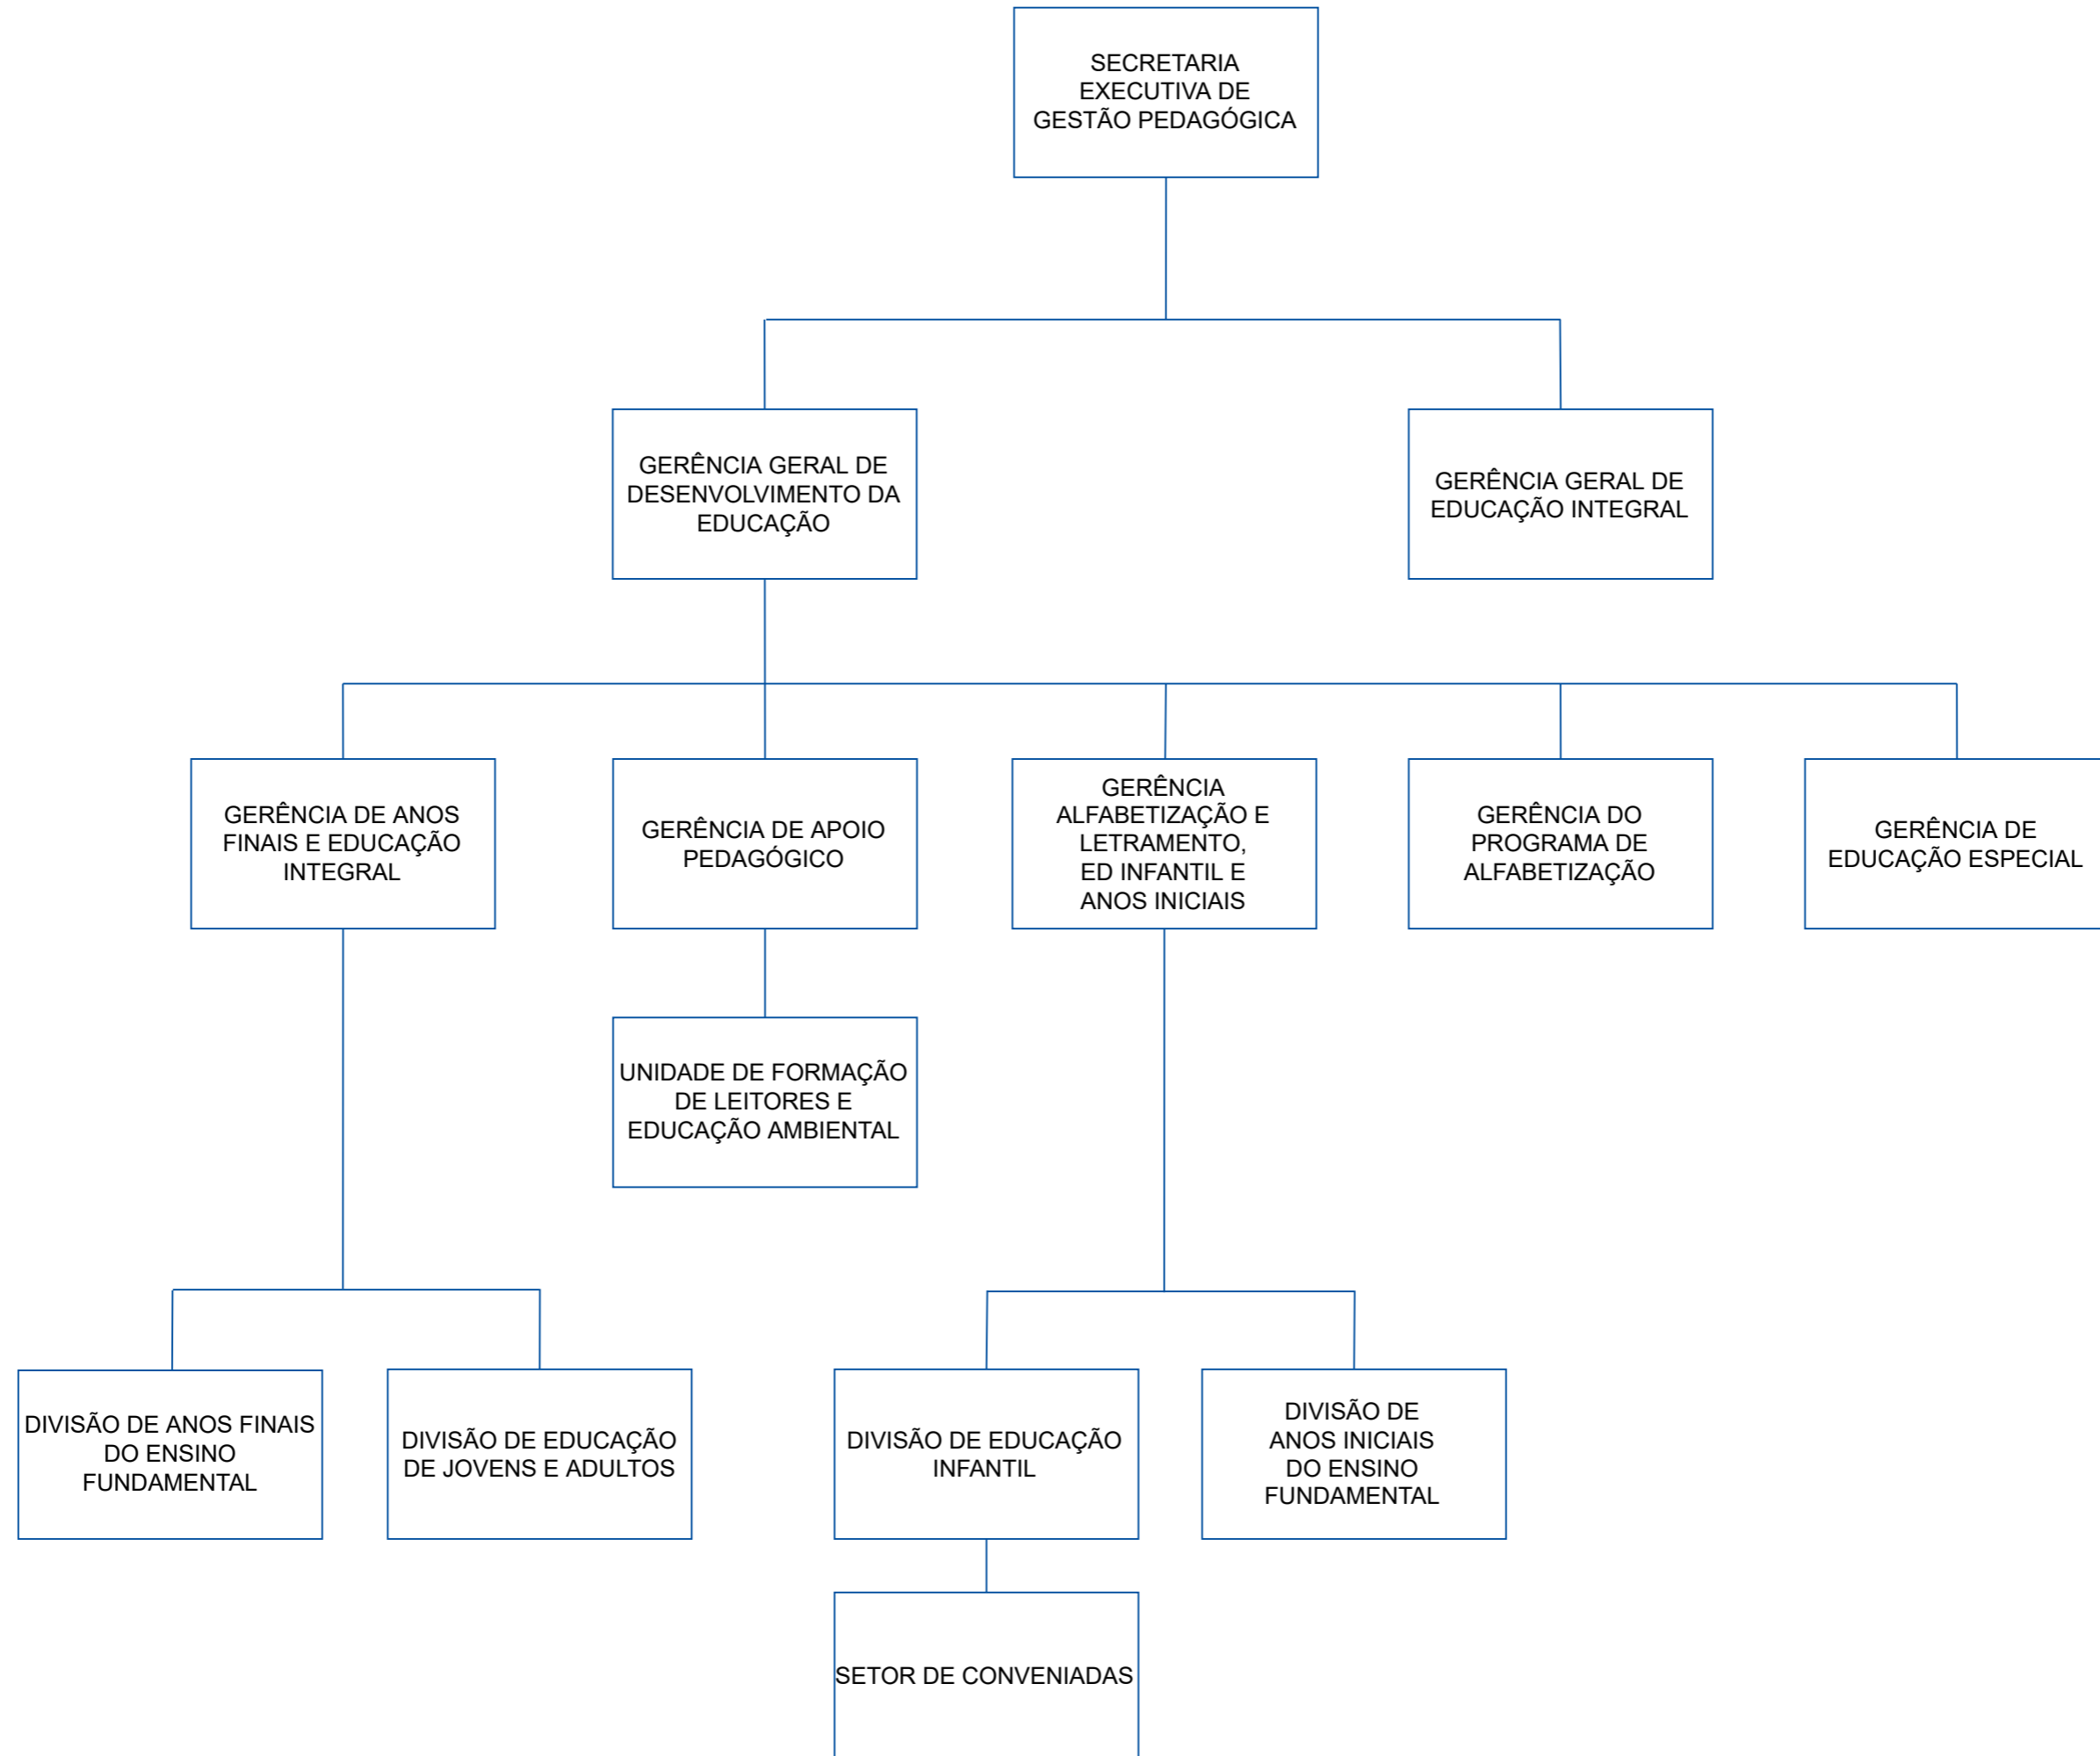 SECRETARIA
EXECUTIVA DE
GESTÃO PEDAGÓGICA
GERÊNCIA GERAL DE
DESENVOLVIMENTO DA
EDUCAÇÃO
GERÊNCIA GERAL DE
EDUCAÇÃO INTEGRAL
GERÊNCIA DE ANOS
FINAIS E EDUCAÇÃO
INTEGRAL
GERÊNCIA DE APOIO
PEDAGÓGICO
GERÊNCIA
ALFABETIZAÇÃO E
LETRAMENTO,
ED INFANTIL E
ANOS INICIAIS
GERÊNCIA DO
PROGRAMA DE
ALFABETIZAÇÃO
GERÊNCIA DE
EDUCAÇÃO ESPECIAL
UNIDADE DE FORMAÇÃO
DE LEITORES E
EDUCAÇÃO AMBIENTAL
DIVISÃO DE ANOS FINAIS
DO ENSINO
FUNDAMENTAL
DIVISÃO DE EDUCAÇÃO
DE JOVENS E ADULTOS
DIVISÃO DE EDUCAÇÃO
INFANTIL
DIVISÃO DE
ANOS INICIAIS
DO ENSINO
FUNDAMENTAL
SETOR DE CONVENIADAS